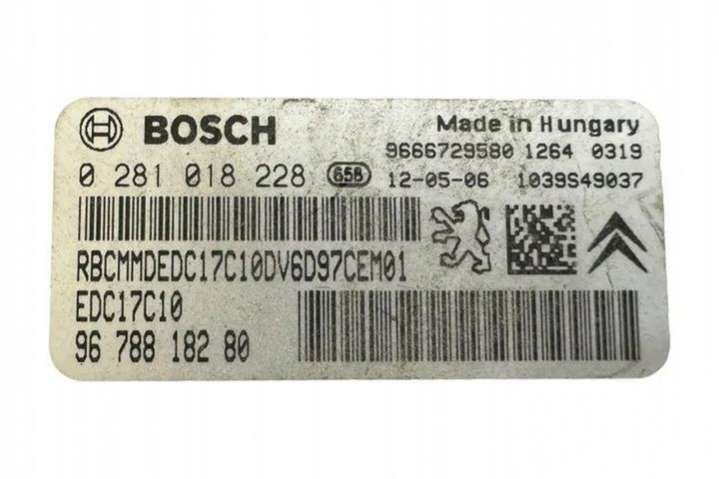 BOSCH
Made in Hungary
9666729580 1264 0319
0 281 018 228 658 12-05-06 1039S49037
RBCMMDEDC17C10DV6D97CEM01
EDC17C10
96 788 182 80